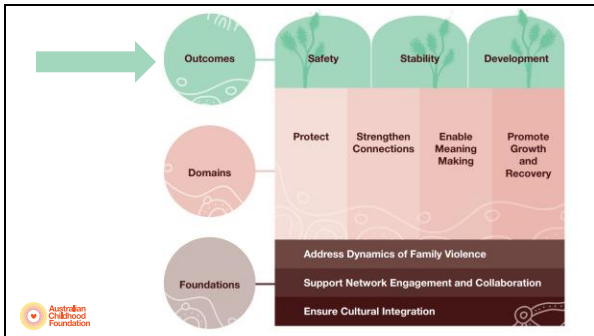 Outcomes
Safety
Stability
Development
Domains
Protect
Strengthen
Connections
Enable
Meaning
Making
Promote
Growth
and
Recovery
Foundations
Address Dynamics of Family Violence
Support Network Engagement and Collaboration
Ensure Cultural Integration
Australian
Childhood
Foundation